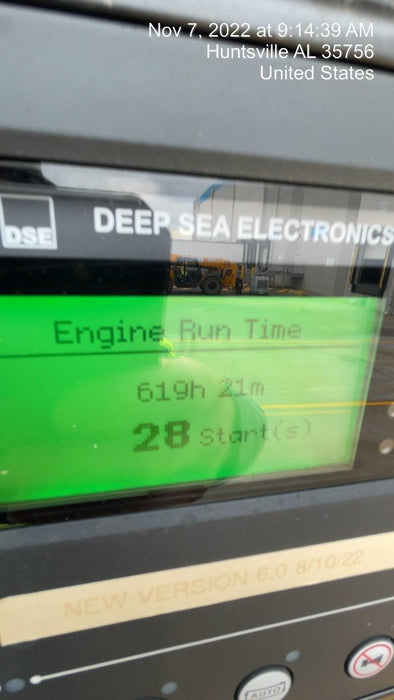 Nov 7, 2022 at 9:14:39 AM
Huntsville AL 35756
United States
DSE
DEEP SEA ELECTRONICS
Engine Run Time
619h 21m
28 Start(s)
NEW VERSION 6.0 8/10/22
AUTO